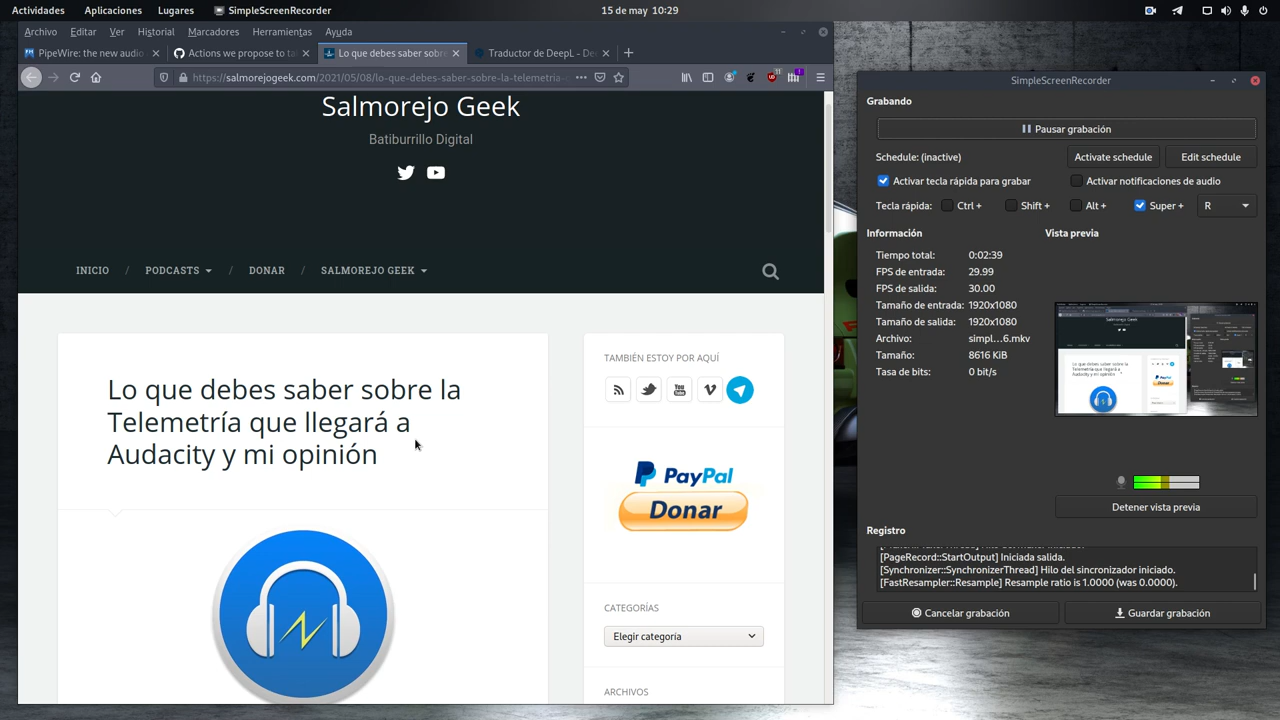 Actividades
Aplicaciones
Lugares
SimpleScreenRecorder
15 de may 10:29
Archivo
Editar
Ver
Historial
Marcadores
Herramientas
Ayuda
PipeWire: the new audio
Actions we propose to ta
Lo que debes saber sobre
Traductor de DeepL - De
https://salmorejogeek.com/2021/05/08/lo-que-debes-saber-sobre-la-telemetria-
Salmorejo Geek
Batiburrillo Digital
INICIO / PODCASTS / DONAR / SALMOREJO GEEK
Lo que debes saber sobre la
Telemetría que llegará a
Audacity y mi opinión
TAMBIÉN ESTOY POR AQUÍ
You
Tube
PayPal
Donar
CATEGORÍAS
Elegir categoría
ARCHIVOS
SimpleScreenRecorder
Grabando
Pausar grabación
Schedule: (inactive)
Activate schedule
Edit schedule
Activar tecla rápida para grabar
Activar notificaciones de audio
Tecla rápida:
Ctrl +
Shift +
Alt +
Super +
R
Información
Vista previa
Tiempo total: 0:02:39
FPS de entrada: 29.99
FPS de salida: 30.00
Tamaño de entrada: 1920x1080
Tamaño de salida: 1920x1080
Archivo: simpl...6.mkv
Tamaño: 8616 KiB
Tasa de bits: 0 bit/s
Detener vista previa
Registro
[PageRecord::StartOutput] Iniciada salida.
[Synchronizer::SynchronizerThread] Hilo del sincronizador iniciado.
[FastResampler::Resample] Resample ratio is 1.0000 (was 0.0000).
Cancelar grabación
Guardar grabación